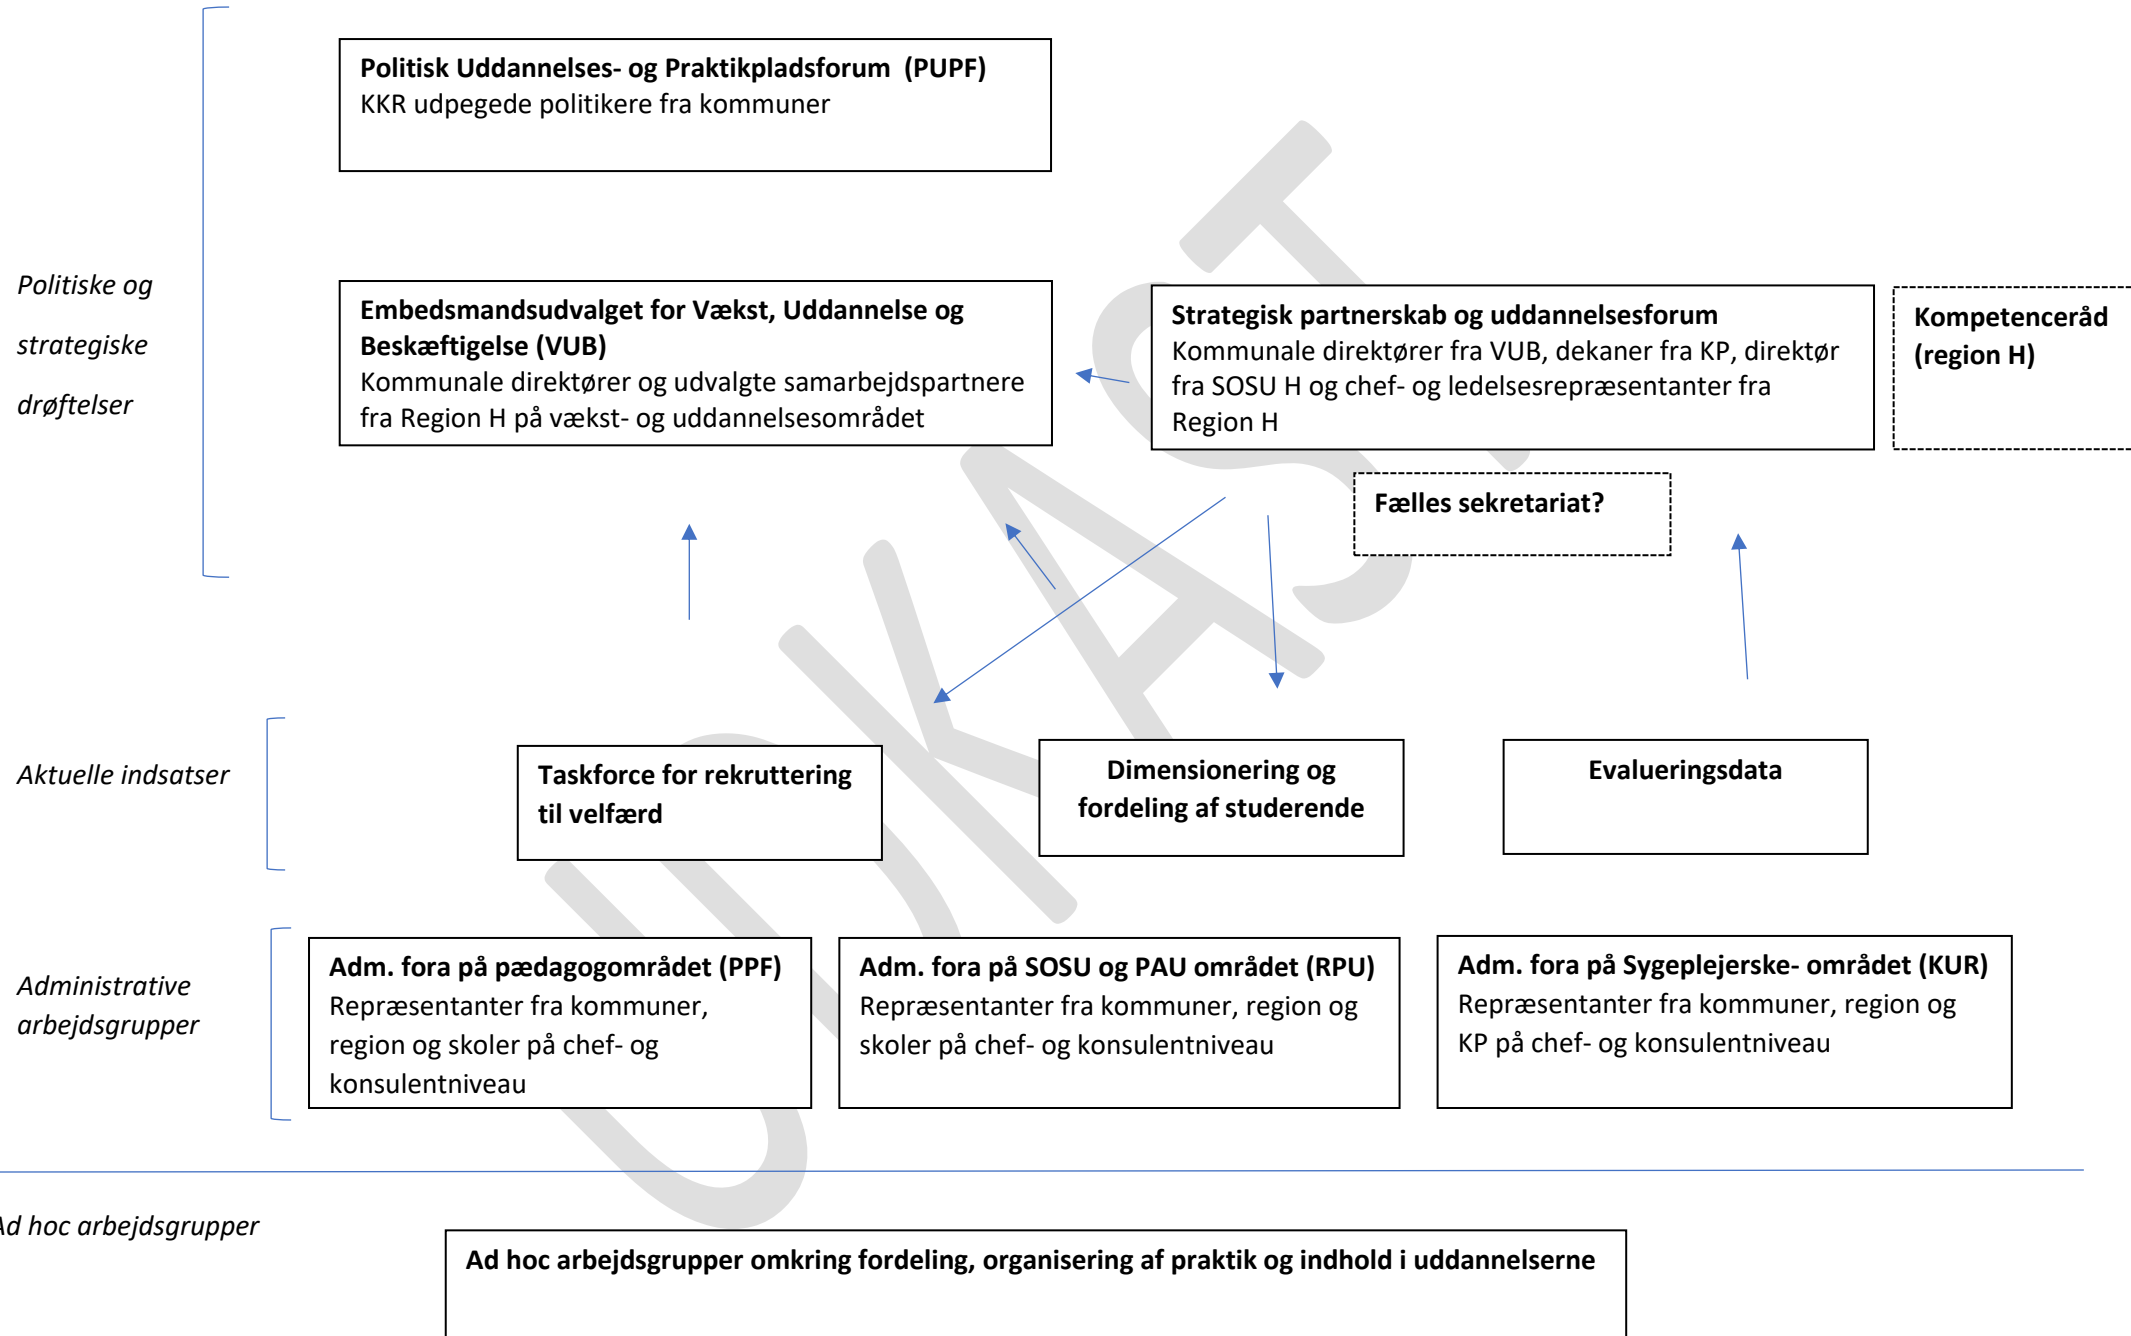 Politisk Uddannelses- og Praktikpladsforum  (PUPF)
KKR udpegede politikere fra kommuner
Politiske og
strategiske
drøftelser
Embedsmandsudvalget for Vækst, Uddannelse og
Beskæftigelse (VUB)
Kommunale direktører og udvalgte samarbejdspartnere
fra Region H på vækst- og uddannelsesområdet
Strategisk partnerskab og uddannelsesforum
Kommunale direktører fra VUB, dekaner fra KP, direktør
fra SOSU H og chef- og ledelsesrepræsentanter fra
Region H
Kompetenceråd
(region H)
Fælles sekretariat?
Aktuelle indsatser
Taskforce for rekruttering
til velfærd
Dimensionering og
fordeling af studerende
Evalueringsdata
Administrative
arbejdsgrupper
Adm. fora på pædagogområdet (PPF)
Repræsentanter fra kommuner,
region og skoler på chef- og
konsulentniveau
Adm. fora på SOSU og PAU området (RPU)
Repræsentanter fra kommuner, region og
skoler på chef- og konsulentniveau
Adm. fora på Sygeplejerske- området (KUR)
Repræsentanter fra kommuner, region og
KP på chef- og konsulentniveau
Ad hoc arbejdsgrupper
Ad hoc arbejdsgrupper omkring fordeling, organisering af praktik og indhold i uddannelserne
UDKAST